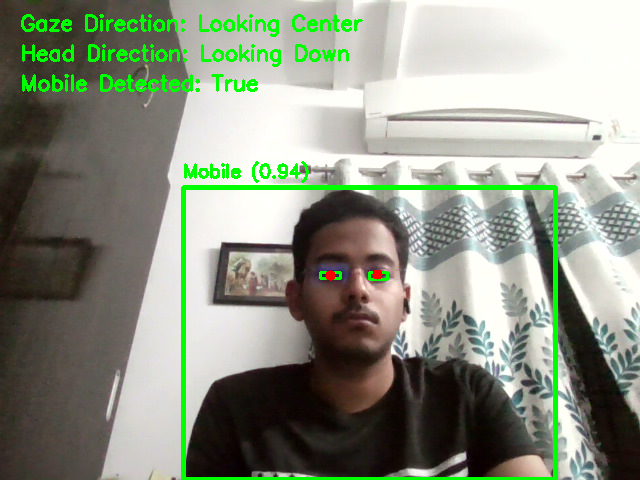 Gaze Direction: Looking Center
Head Direction: Looking Down
Mobile Detected: True
Mobile (0.94)